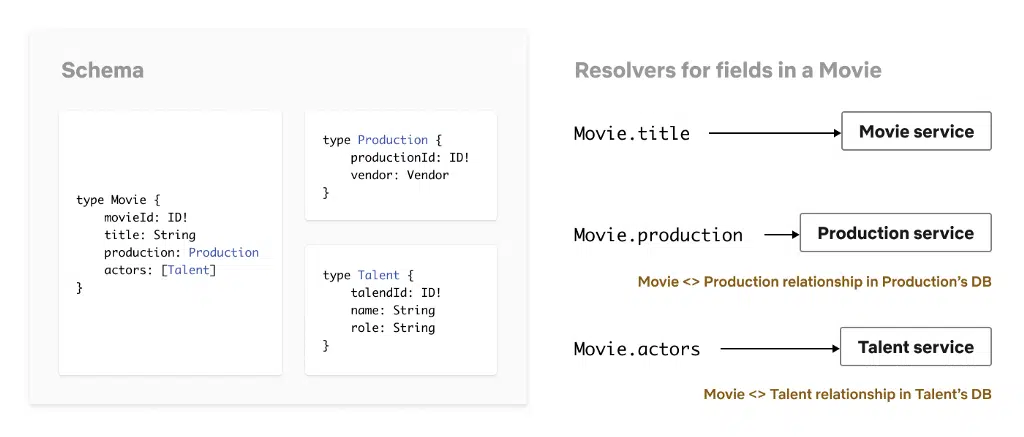 Schema
type Movie {
movieId: ID!
title: String
production: Production
actors: [Talent]
}
type Production {
productionId: ID!
vendor: Vendor
}
type Talent {
talendId: ID!
name: String
role: String
}
Resolvers for fields in a Movie
Movie.title
Movie service
Movie.production
Production service
Movie <> Production relationship in Production’s DB
Movie.actors
Talent service
Movie <> Talent relationship in Talent’s DB